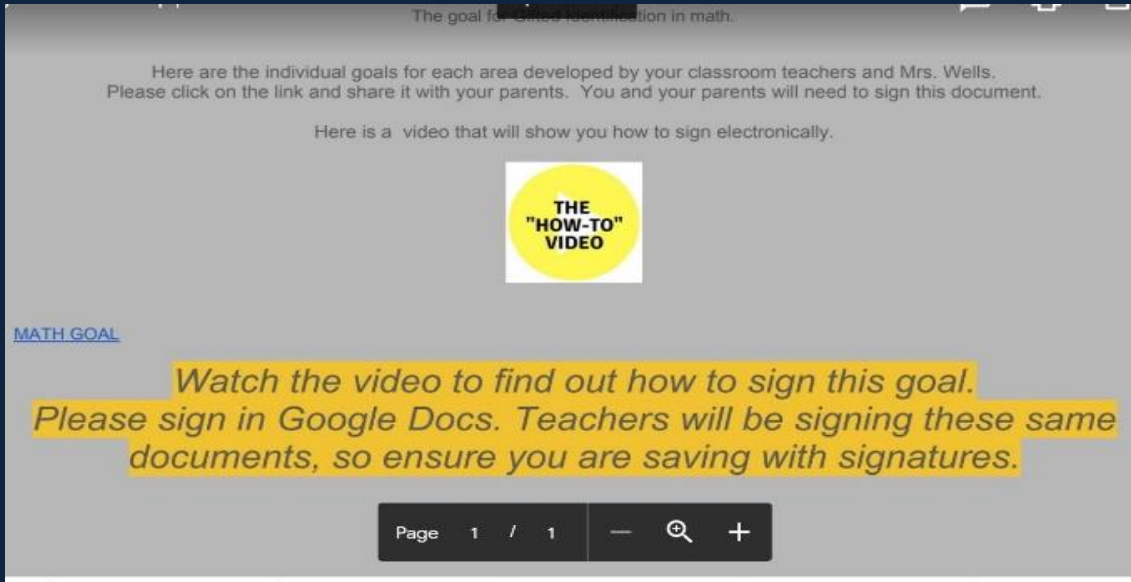 The goal for Gifted Identification in math.
Here are the individual goals for each area developed by your classroom teachers and Mrs. Wells.
Please click on the link and share it with your parents. You and your parents will need to sign this document.
Here is a video that will show you how to sign electronically.
THE
"HOW-TO"
VIDEO
MATH GOAL
Watch the video to find out how to sign this goal.
Please sign in Google Docs. Teachers will be signing these same
documents, so ensure you are saving with signatures.
Page 1 / 1